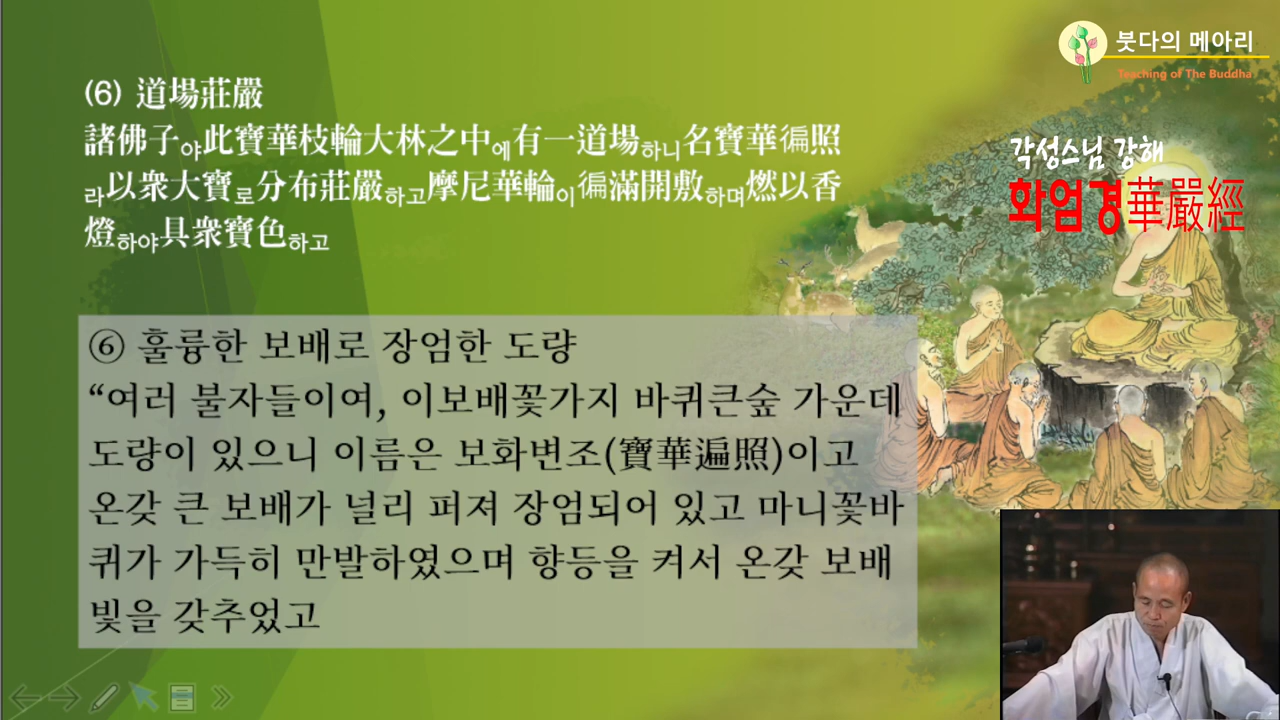 ⑹ 道場莊嚴
諸佛子야此寶華枝輪大林之中에有一道場하니名寶華徧照
라以衆大寶로分布莊嚴하고摩尼華輪이徧滿開敷하며燃以香
燈하야具衆寶色하고
⑥ 훌륭한 보배로 장엄한 도량
“여러 불자들이여, 이보배꽃가지 바퀴큰숲 가운데
도량이 있으니 이름은 보화변조(寶華遍照)이고
온갖 큰 보배가 널리 퍼져 장엄되어 있고 마니꽃바
퀴가 가득히 만발하였으며 향등을 켜서 온갖 보배
빛을 갖추었고
붓다의 메아리
Teaching of The Buddha
각성스님 강해
화엄경華嚴經